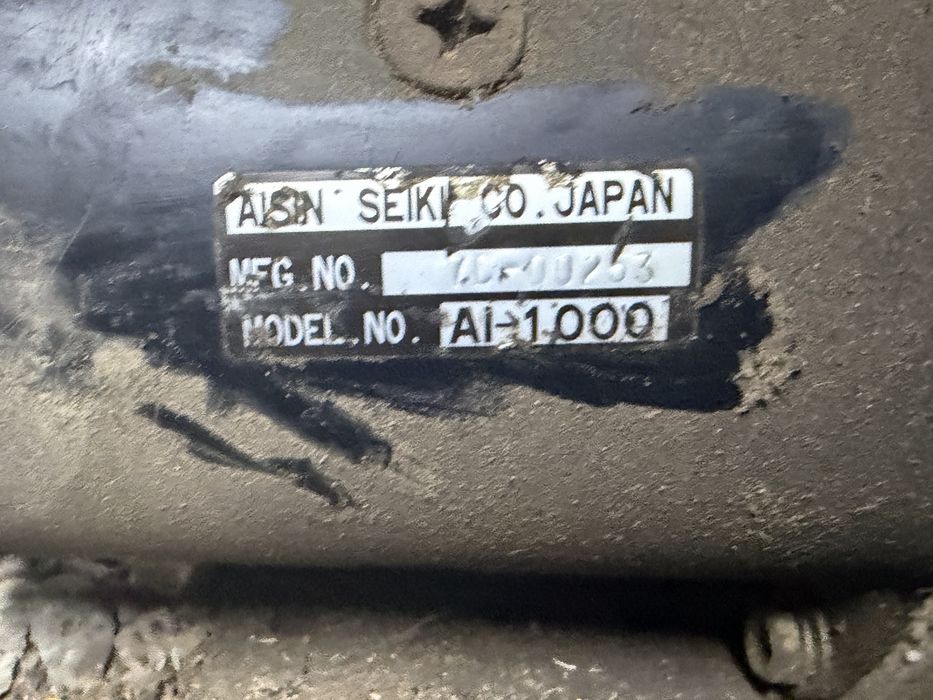 AISIN SEIKI CO. JAPAN
MFG. NO.
MODEL. NO. AI-1000